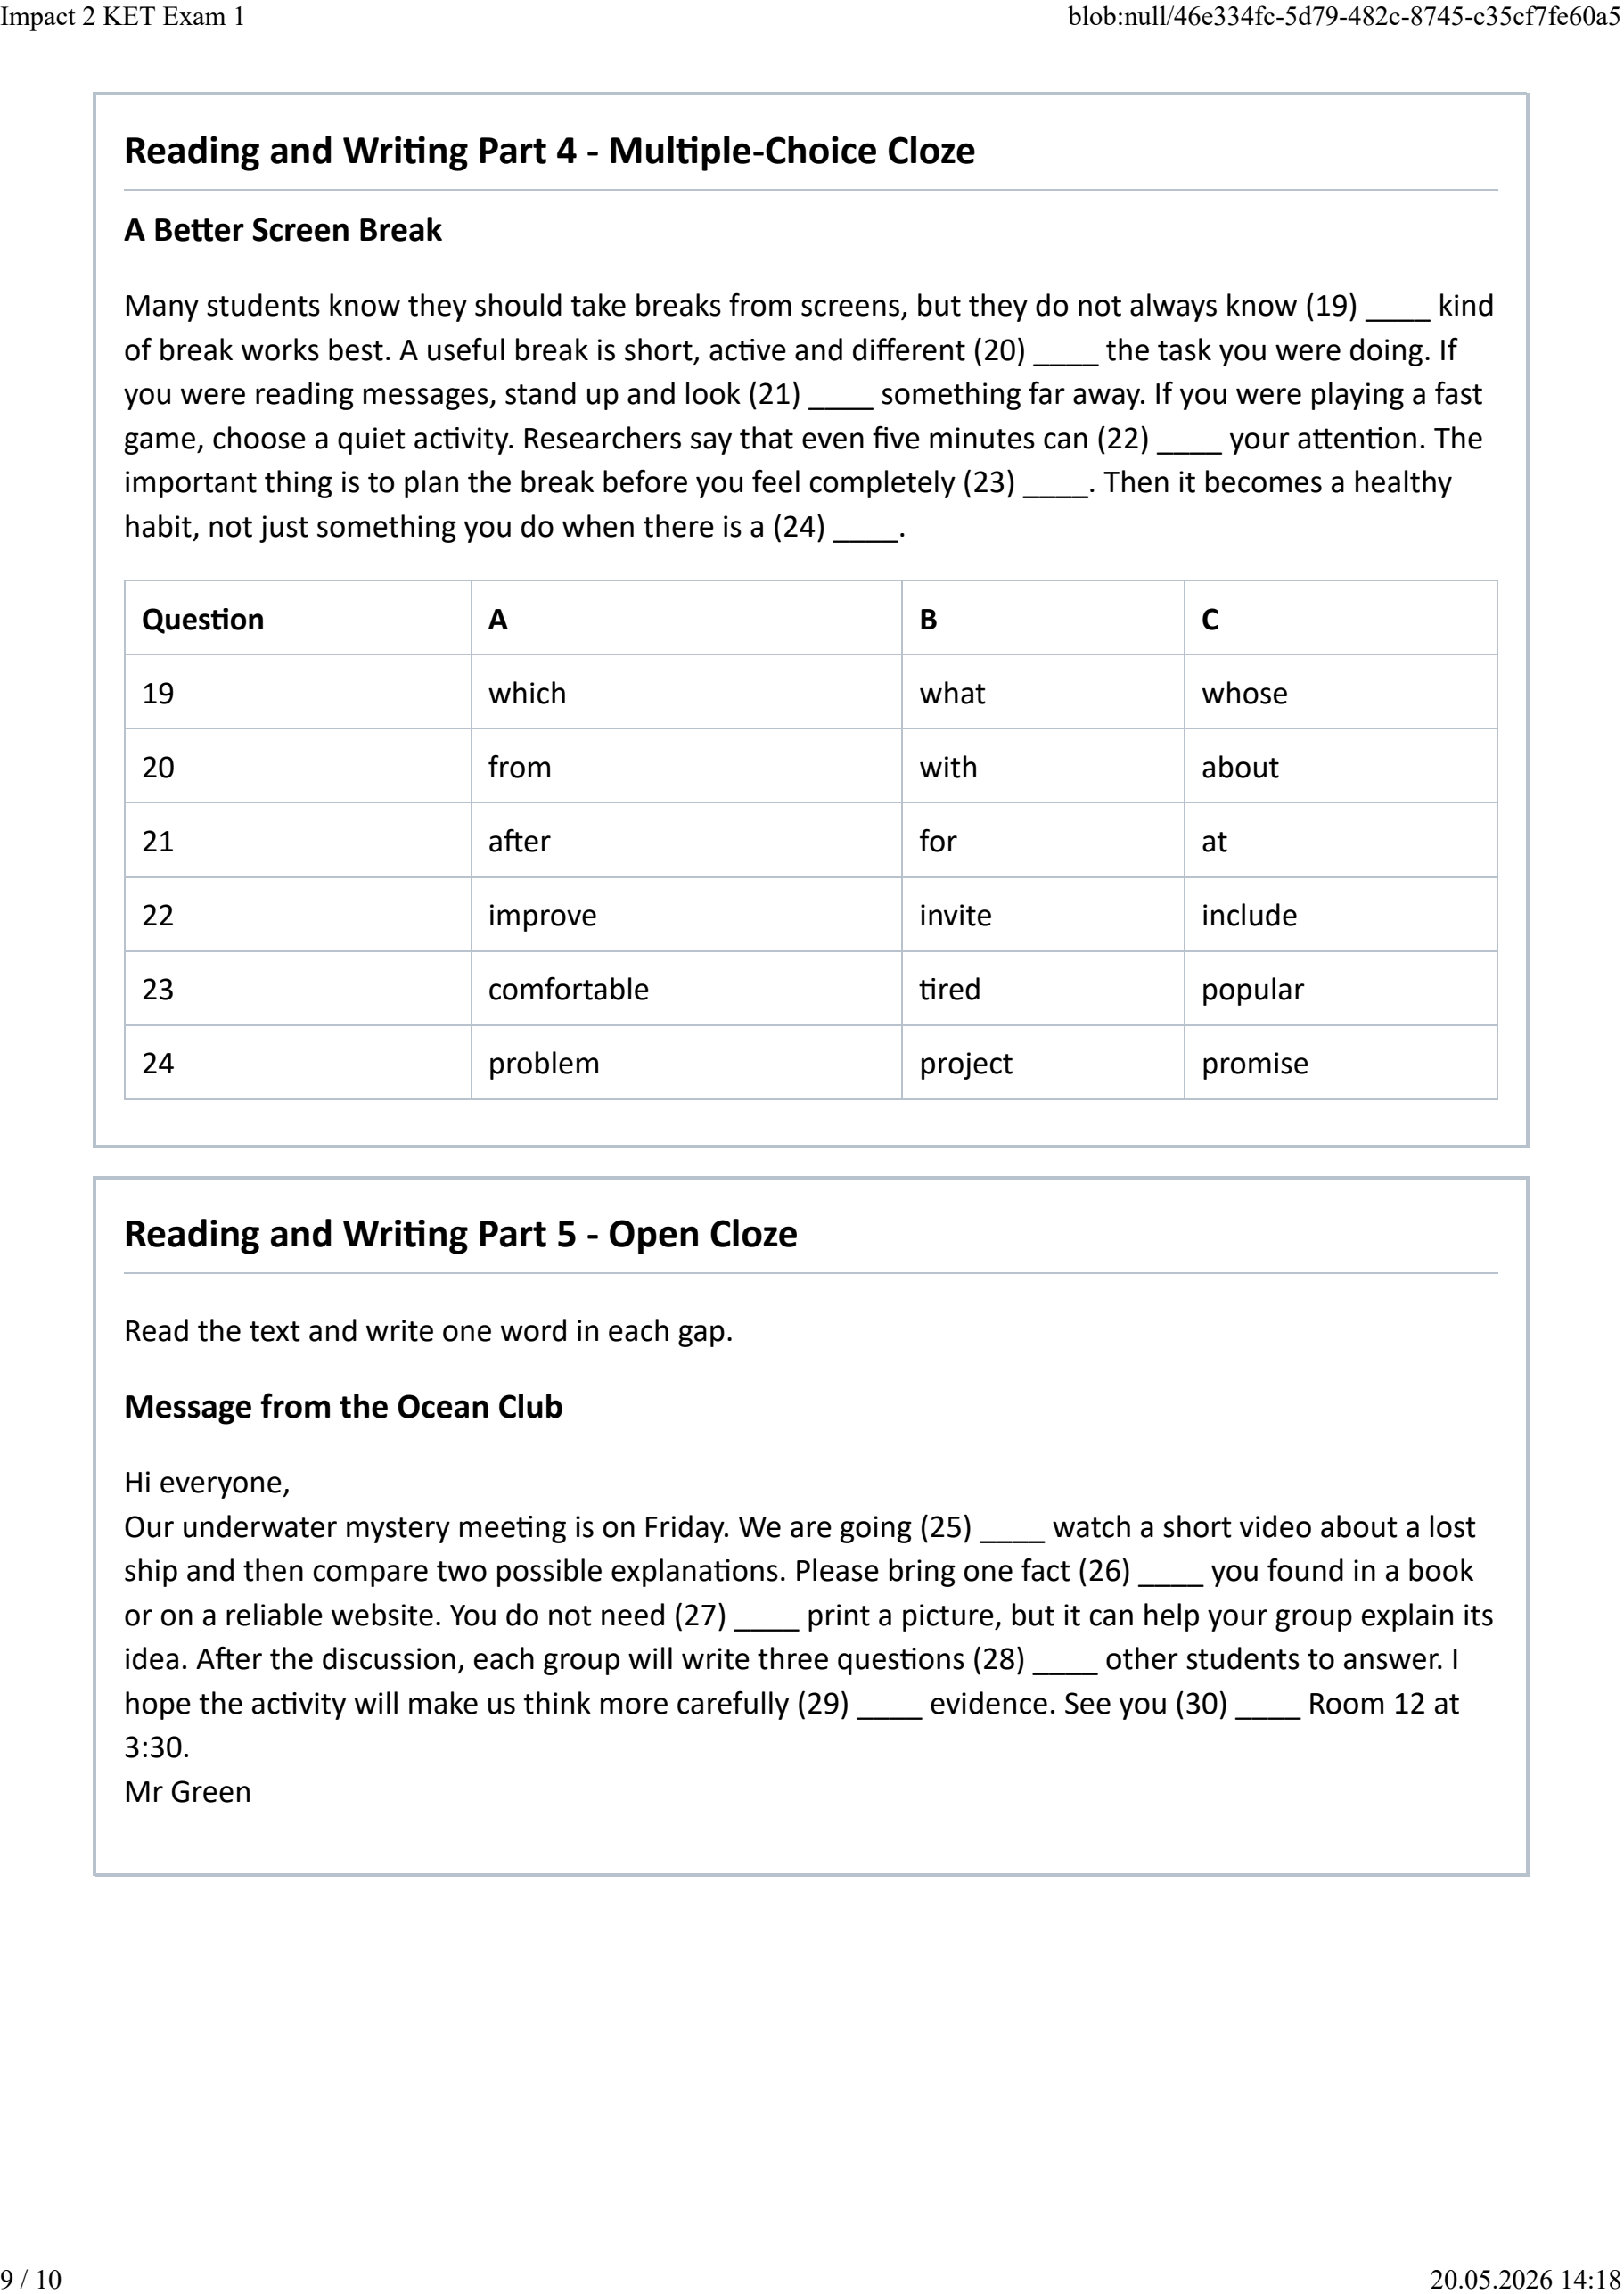 Impact 2 KET Exam 1 blob:null/46e334fc-5d79-482c-8745-c35cf7fe60a5
Reading and Writing Part 4 - Multiple-Choice Cloze
A Better Screen Break
Many students know they should take breaks from screens, but they do not always know (19) ____ kind
of break works best. A useful break is short, active and different (20) ____ the task you were doing. If
you were reading messages, stand up and look (21) ____ something far away. If you were playing a fast
game, choose a quiet activity. Researchers say that even five minutes can (22) ____ your attention. The
important thing is to plan the break before you feel completely (23) ____. Then it becomes a healthy
habit, not just something you do when there is a (24) ____.
Question A B C
19 which what whose
20 from with about
21 after for at
22 improve invite include
23 comfortable tired popular
24 problem project promise
Reading and Writing Part 5 - Open Cloze
Read the text and write one word in each gap.
Message from the Ocean Club
Hi everyone,
Our underwater mystery meeting is on Friday. We are going (25) ____ watch a short video about a lost
ship and then compare two possible explanations. Please bring one fact (26) ____ you found in a book
or on a reliable website. You do not need (27) ____ print a picture, but it can help your group explain its
idea. After the discussion, each group will write three questions (28) ____ other students to answer. I
hope the activity will make us think more carefully (29) ____ evidence. See you (30) ____ Room 12 at
3:30.
Mr Green
9 / 10 20.05.2026 14:18